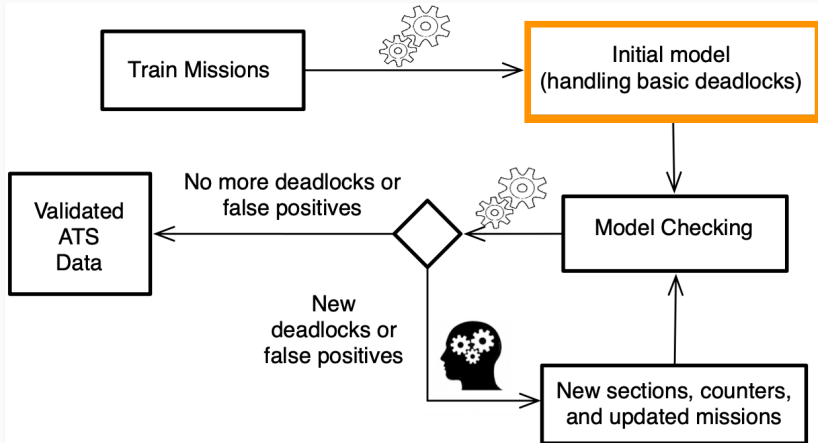 Train Missions
Initial model
(handling basic deadlocks)
No more deadlocks or
false positives
Validated
ATS
Data
Model Checking
New
deadlocks or
false positives
New sections, counters,
and updated missions